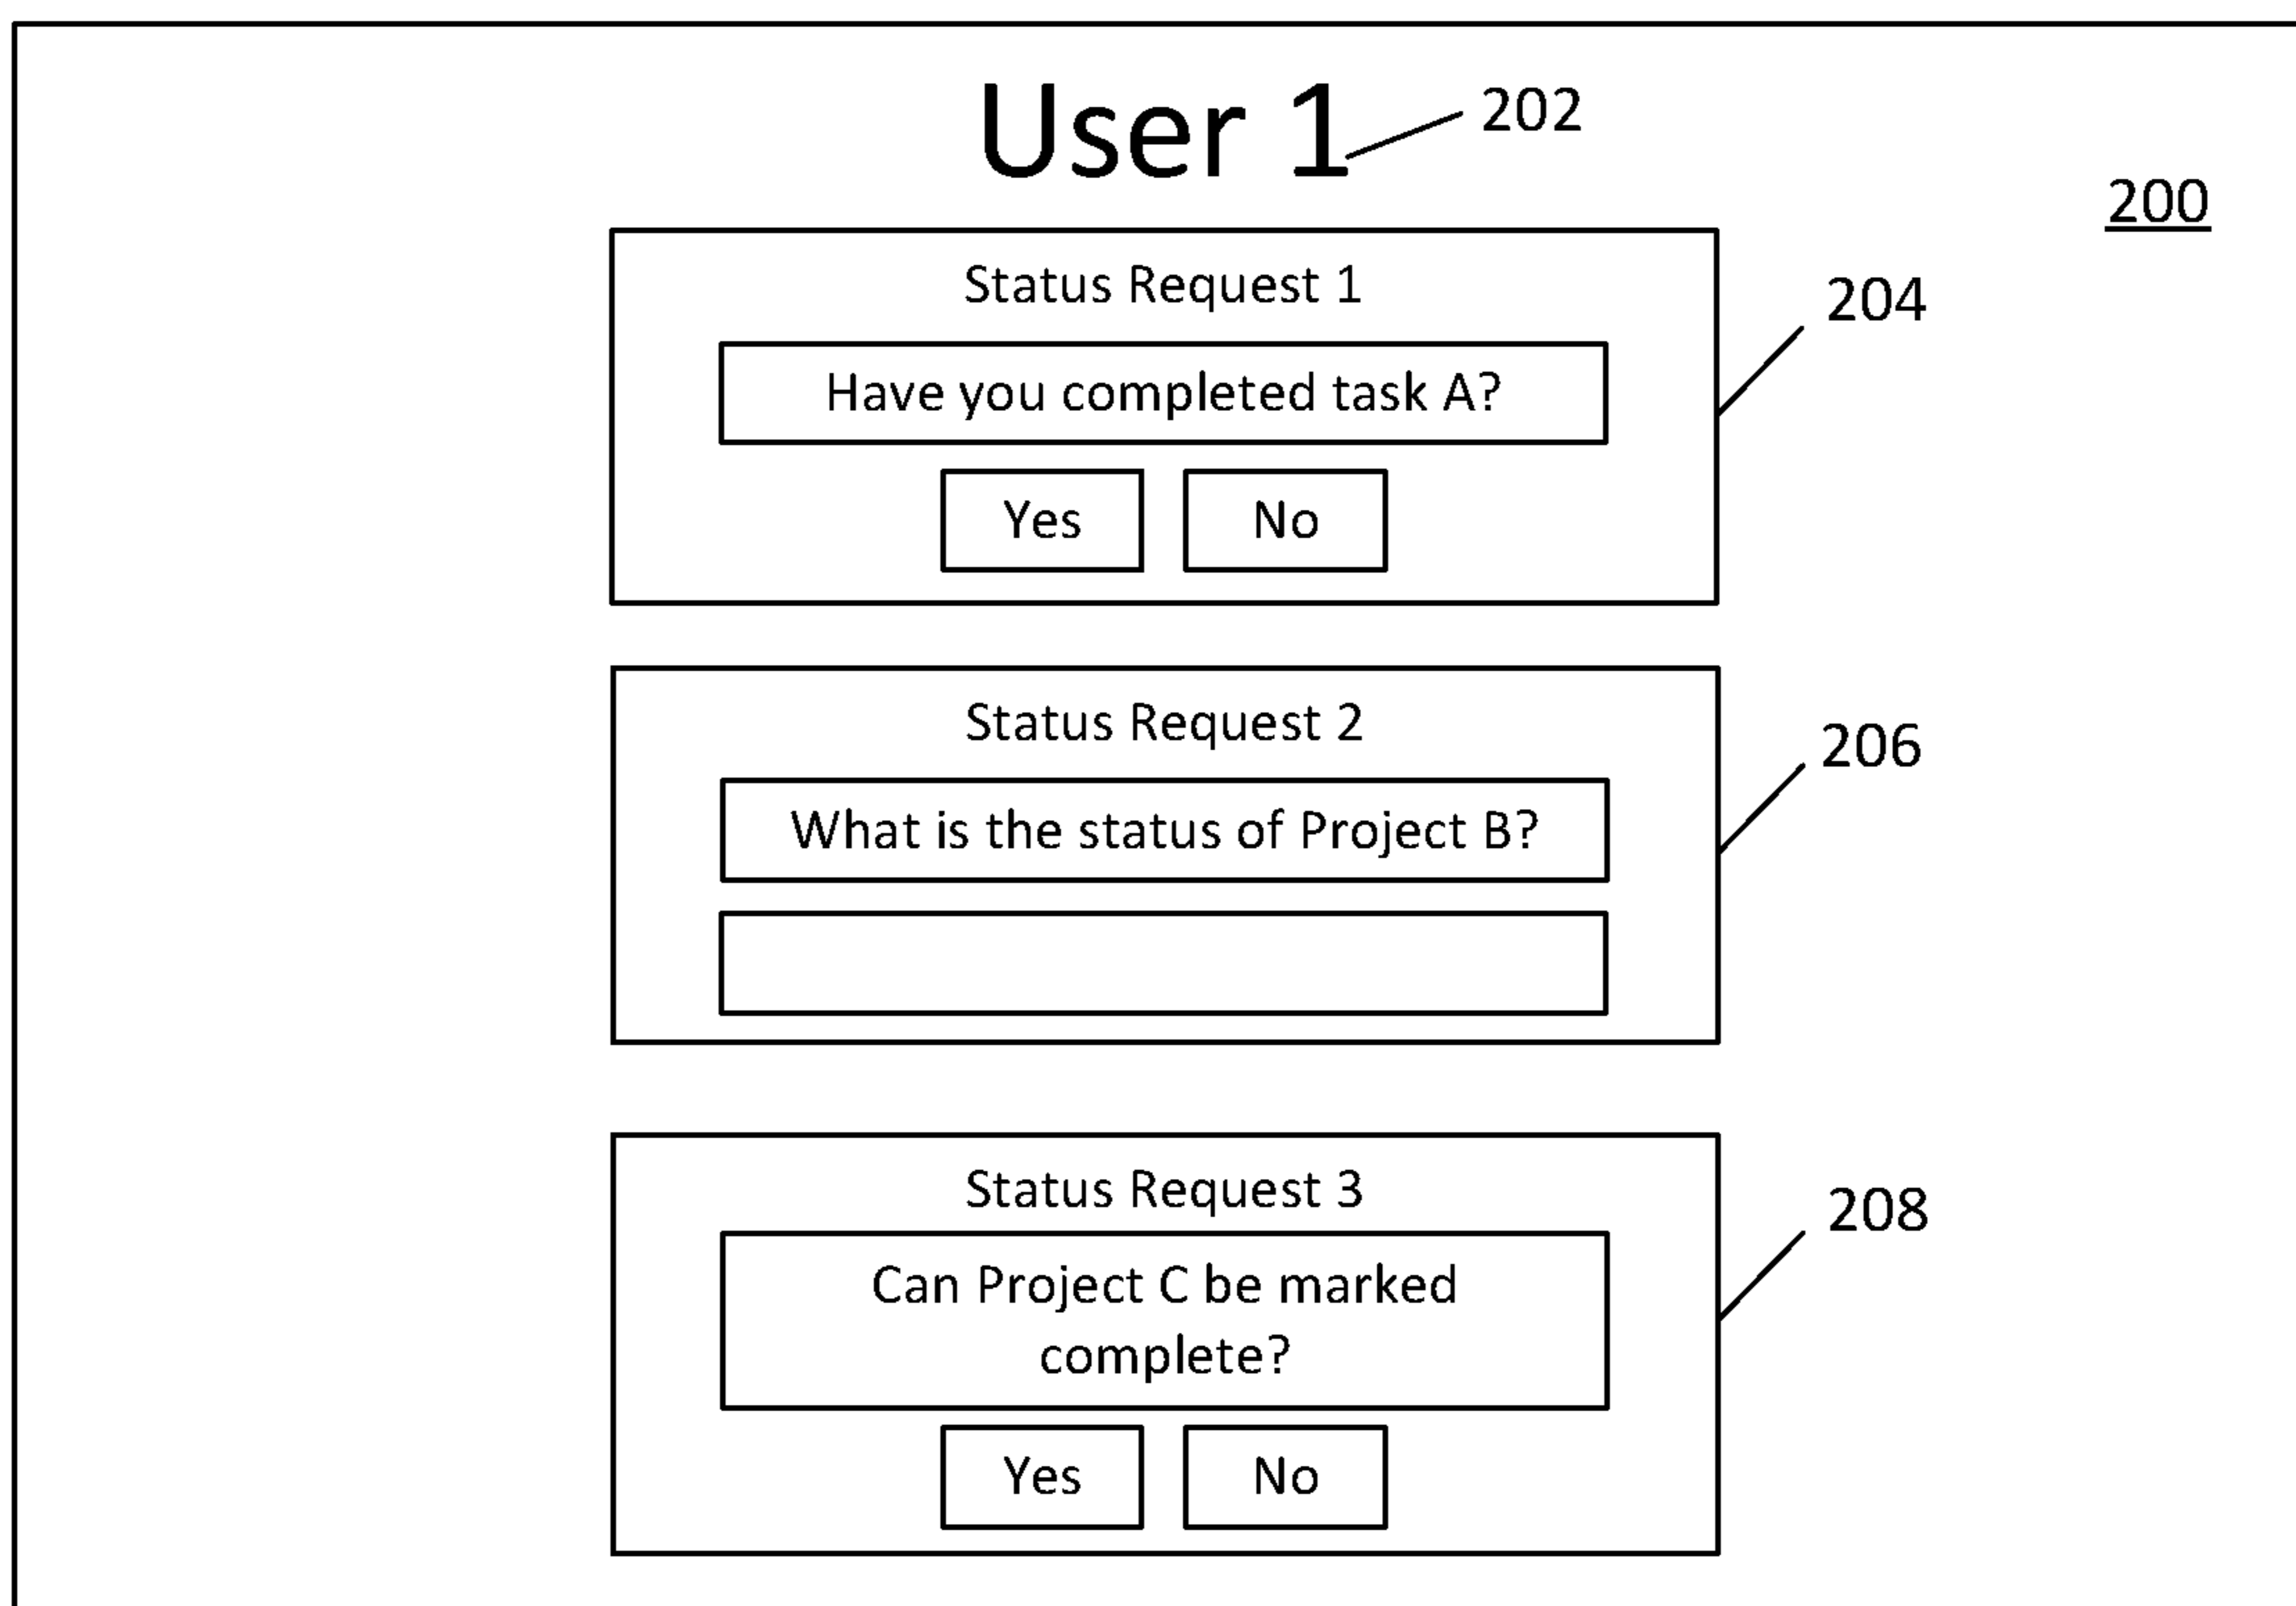 User 1
202
200
Status Request 1
204
Have you completed task A?
Yes No
Status Request 2
206
What is the status of Project B?
Status Request 3
208
Can Project C be marked
complete?
Yes No